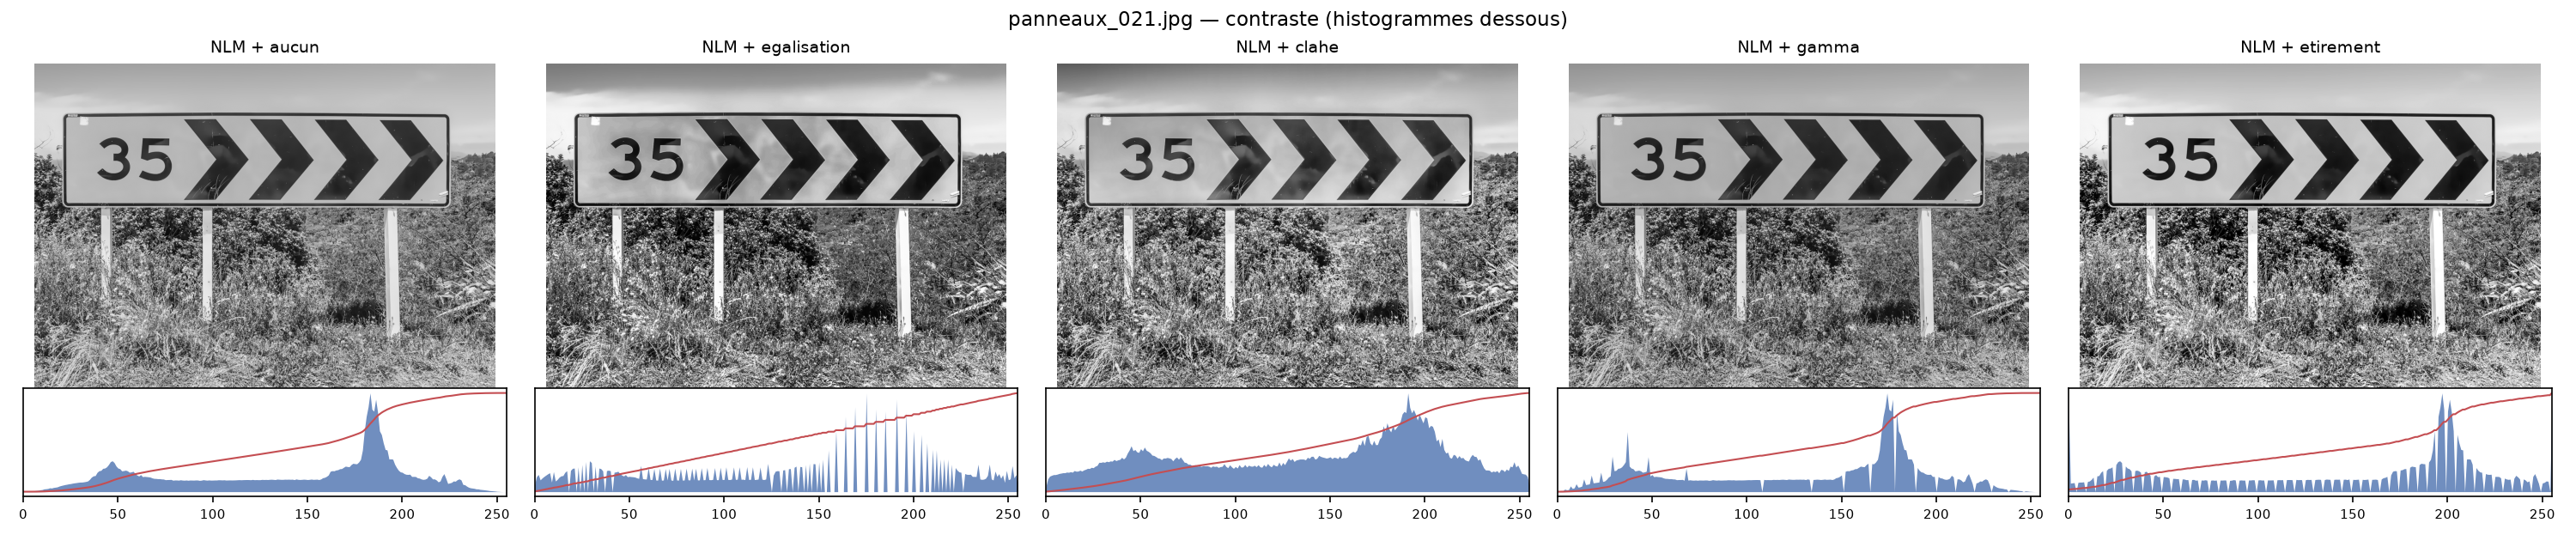 panneaux_021.jpg — contraste (histogrammes dessous)
NLM + aucun
NLM + egalisation
NLM + clahe
NLM + gamma
NLM + etirement
35
35
35
35
35
0 50 100 150 200 250
0 50 100 150 200 250
0 50 100 150 200 250
0 50 100 150 200 250
0 50 100 150 200 250